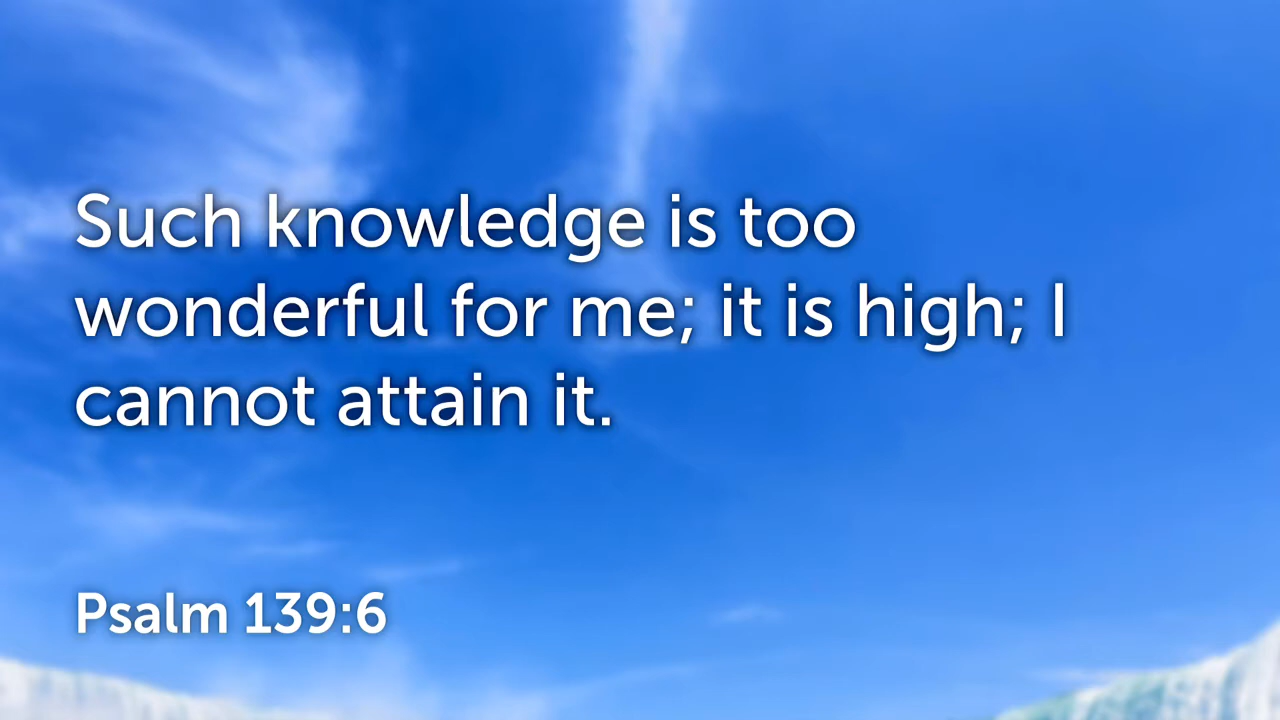 Such knowledge is too
wonderful for me; it is high; I
cannot attain it.
Psalm 139:6